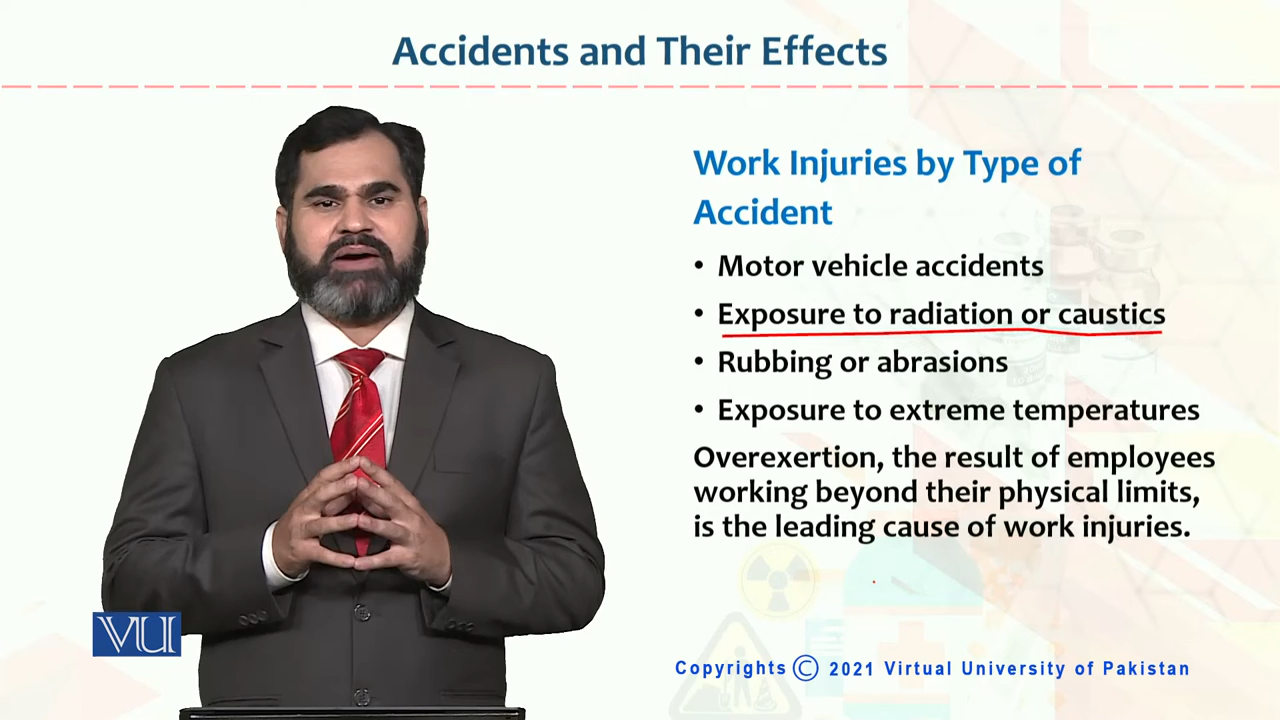 Accidents and Their Effects
Work Injuries by Type of
Accident
• Motor vehicle accidents
• Exposure to radiation or caustics
• Rubbing or abrasions
• Exposure to extreme temperatures
Overexertion, the result of employees
working beyond their physical limits,
is the leading cause of work injuries.
VU
Copyrights © 2021 Virtual University of Pakistan